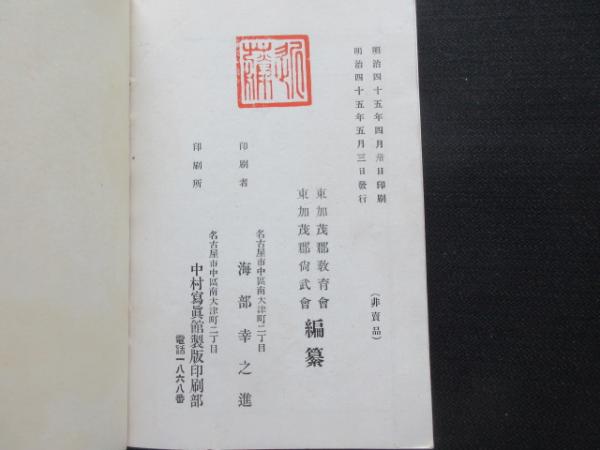 明治四十五年四月卅日印刷
明治四十五年五月三日發行
(非賣品)
東加茂郡敎育會
東加茂郡尙武會
編纂
名古屋市中區南大津町二丁目
印刷者 海部幸之進
名古屋市中區南大津町二丁目
印刷所 中村寫眞館製版印刷部
電話一八六八番